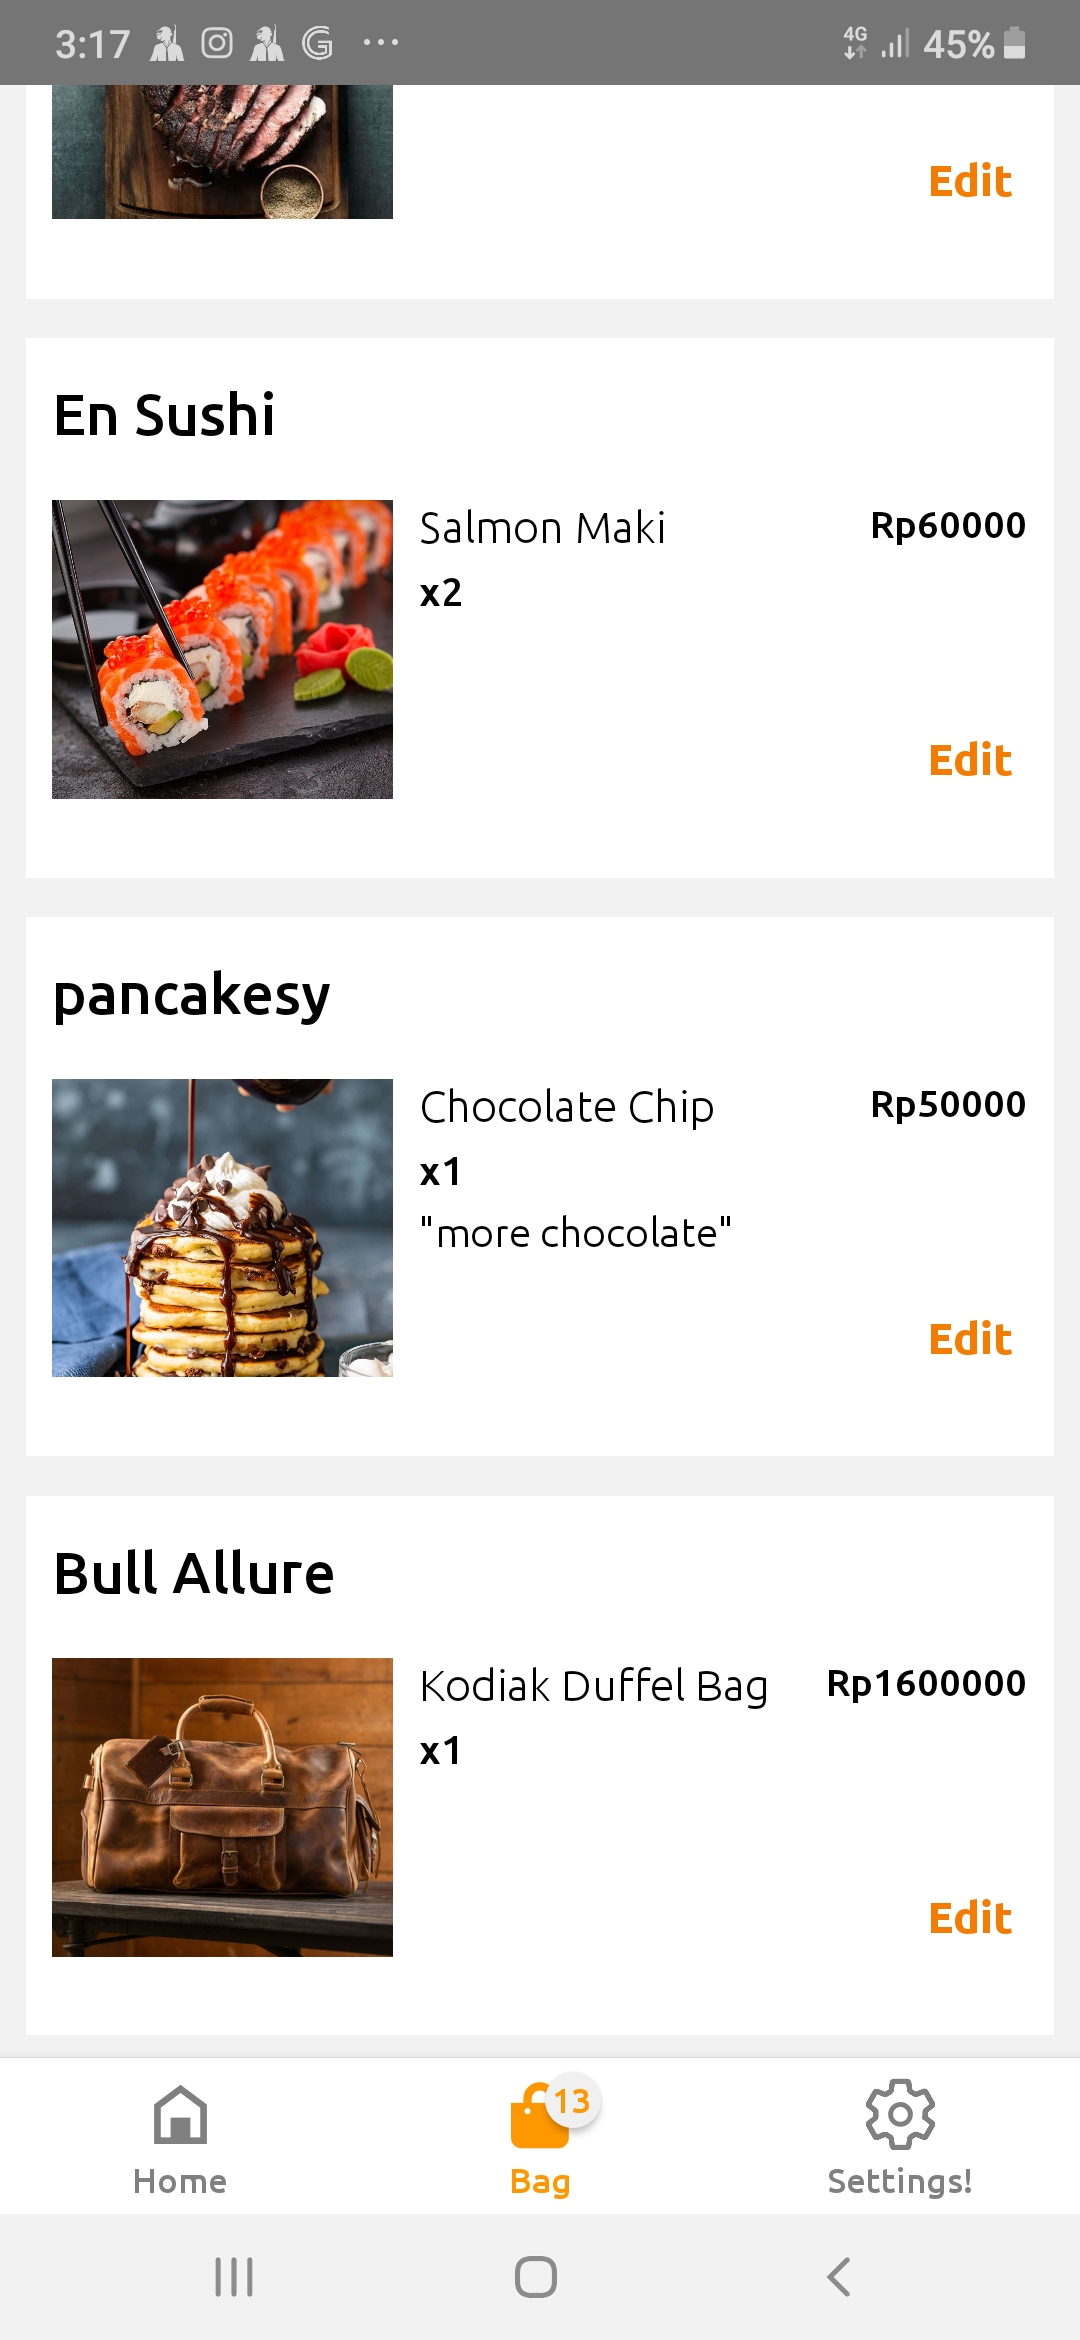 3:17
4G
45%
Edit
En Sushi
Salmon Maki
Rp60000
x2
Edit
pancakesy
Chocolate Chip
Rp50000
x1
"more chocolate"
Edit
Bull Allure
Kodiak Duffel Bag
Rp1600000
x1
Edit
13
Home
Bag
Settings!